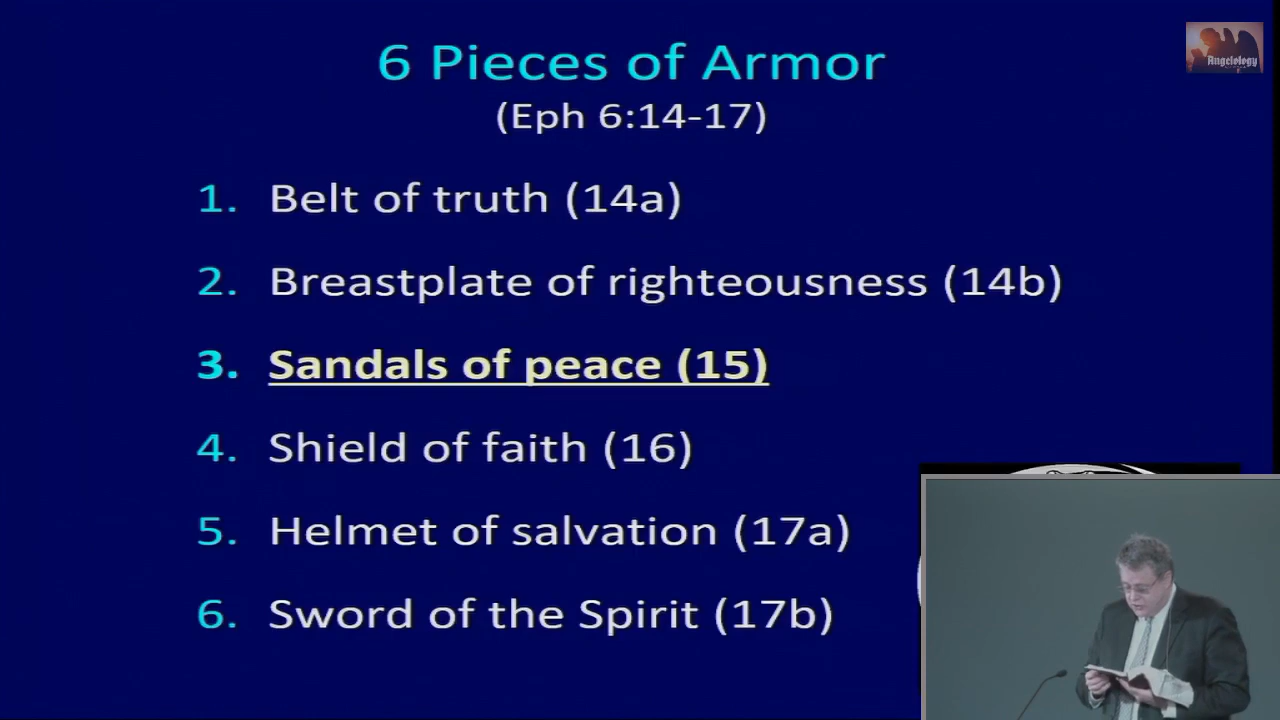 6 Pieces of Armor
Angelology
(Eph 6:14-17)
1. Belt of truth (14a)
2. Breastplate of righteousness (14b)
3. Sandals of peace (15)
4. Shield of faith (16)
5. Helmet of salvation (17a)
6. Sword of the Spirit (17b)